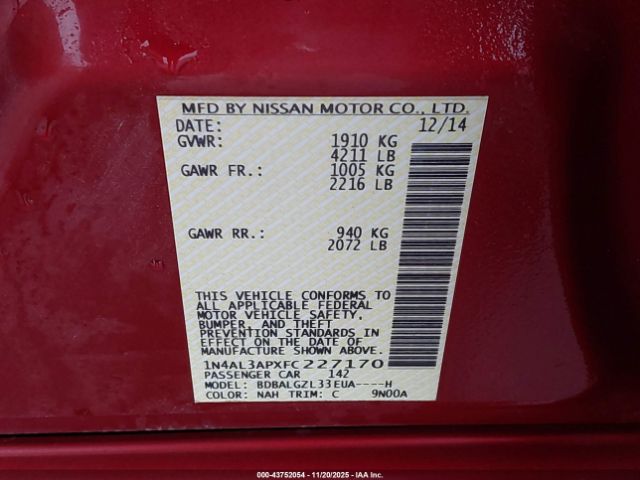 MFD BY NISSAN MOTOR CO., LTD.
DATE: 12/14
GVWR: 1910 KG
4211 LB
GAWR FR.: 1005 KG
2216 LB
GAWR RR.: 940 KG
2072 LB
THIS VEHICLE CONFORMS TO
ALL APPLICABLE FEDERAL
MOTOR VEHICLE SAFETY,
BUMPER, AND THEFT
PREVENTION STANDARDS IN
EFFECT ON THE DATE OF
MANUFACTURE SHOWN ABOVE.
1N4AL3APXFC227170
PASSENGER CAR 142
MODEL: BDBALGZL33EUA----H
COLOR: NAH TRIM: C 9N00A
000-43752054 - 11/20/2025 - IAA Inc.